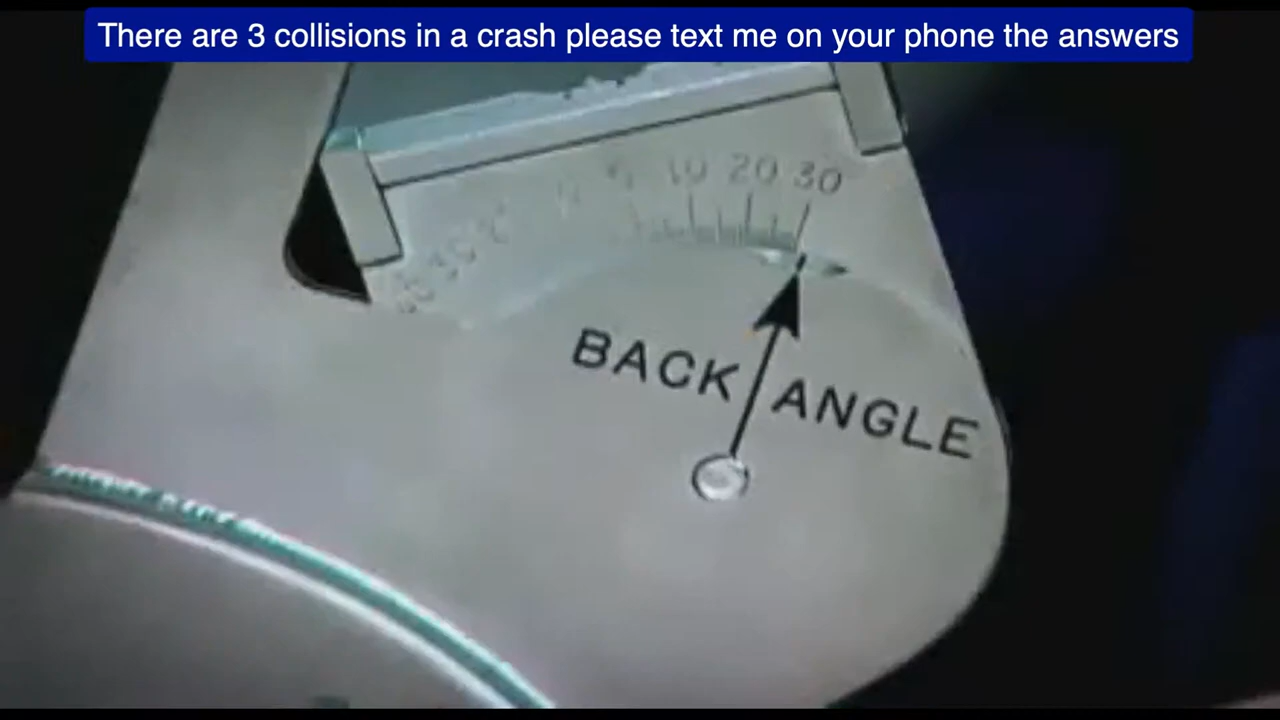 There are 3 collisions in a crash please text me on your phone the answers
10 20 30
BACK ANGLE